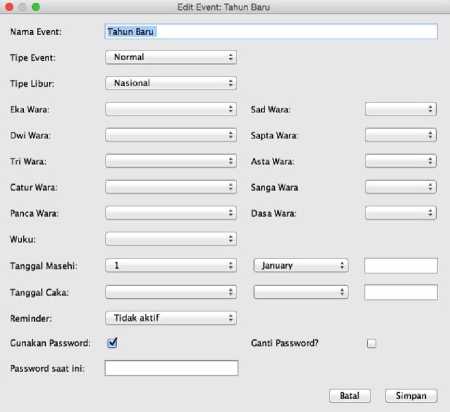 Edit Event: Tahun Baru
Nama Event: Tahun Baru
Tipe Event: Normal
Tipe Libur: Nasional
Eka Wara: Sad Wara:
Dwi Wara: Sapta Wara:
Tri Wara: Asta Wara:
Catur Wara: Sanga Wara
Panca Wara: Dasa Wara:
Wuku:
Tanggal Masehi: 1 January
Tanggal Caka:
Reminder: Tidak aktif
Gunakan Password: Ganti Password?
Password saat ini:
Batal Simpan